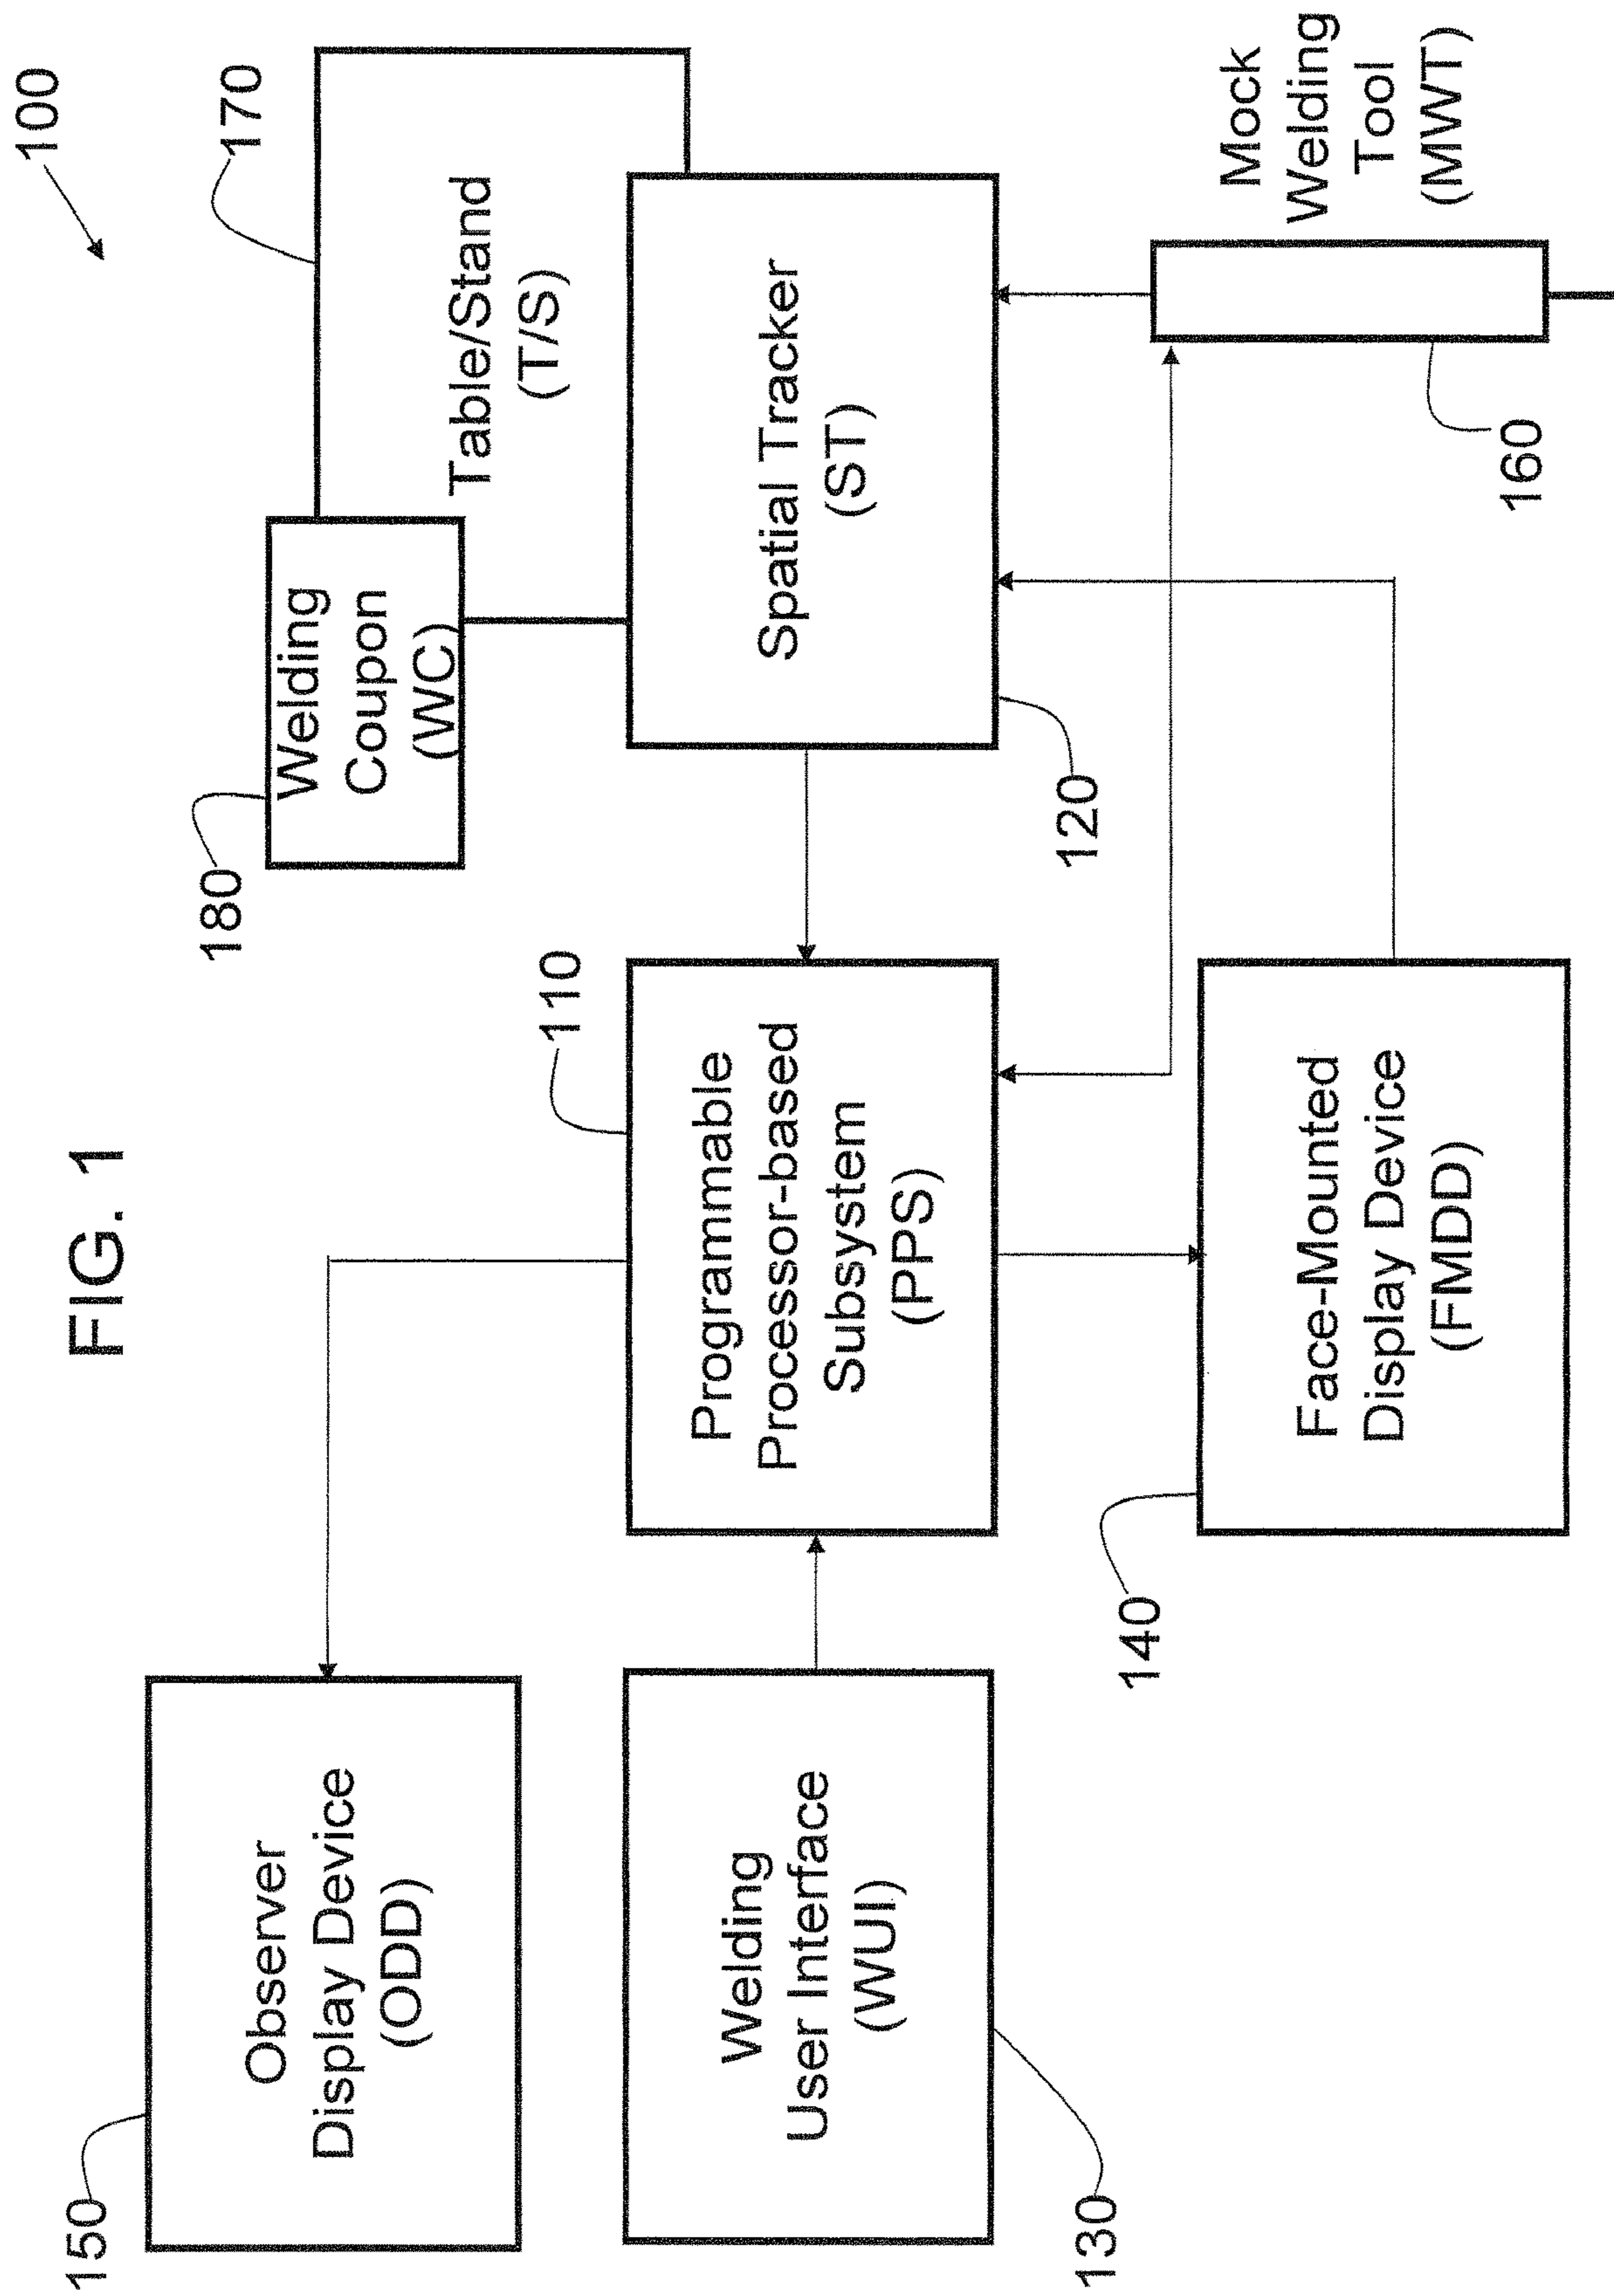 FIG. 1
100
150
Observer
Display Device
(ODD)
180
Welding
Coupon
(WC)
170
Table/Stand
(T/S)
110
130
Welding
User Interface
(WUI)
Programmable
Processor-based
Subsystem
(PPS)
Spatial Tracker
(ST)
120
140
Face-Mounted
Display Device
(FMDD)
160
Mock
Welding
Tool
(MWT)